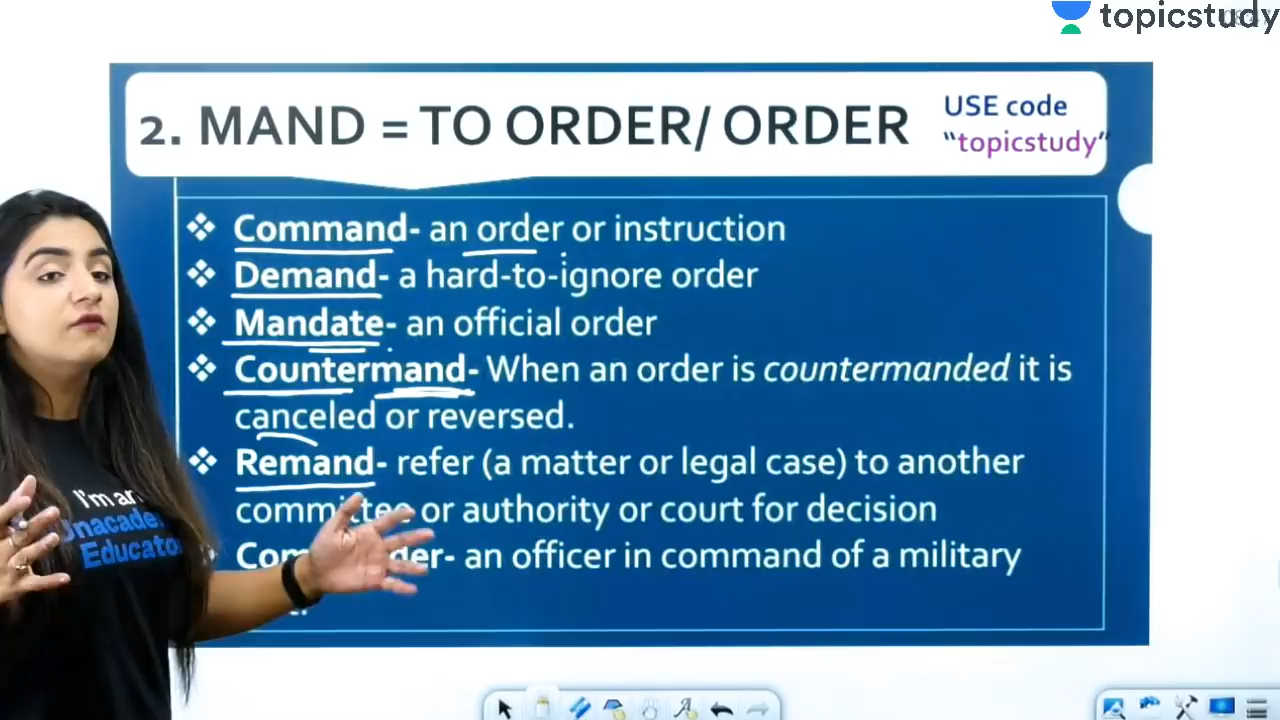 topicstudy
2. MAND = TO ORDER/ ORDER
USE code
“topicstudy”
❖ Command- an order or instruction
❖ Demand- a hard-to-ignore order
❖ Mandate- an official order
❖ Countermand- When an order is countermanded it is
canceled or reversed.
❖ Remand- refer (a matter or legal case) to another
committee or authority or court for decision
an officer in command of a military
I'm an
Educator